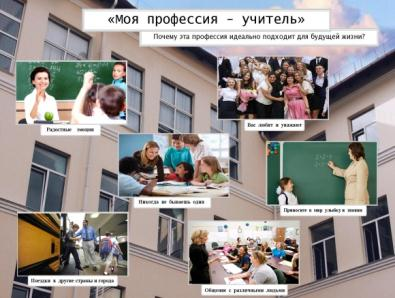 «Моя профессия – учитель»
Почему эта профессия идеально подходит для будущей жизни?
Радостные эмоции
Вас любят и уважают
Никогда не бываешь один
Приносите в мир улыбку и знания
Поездки в другие страны и города
Общение с различными людьми